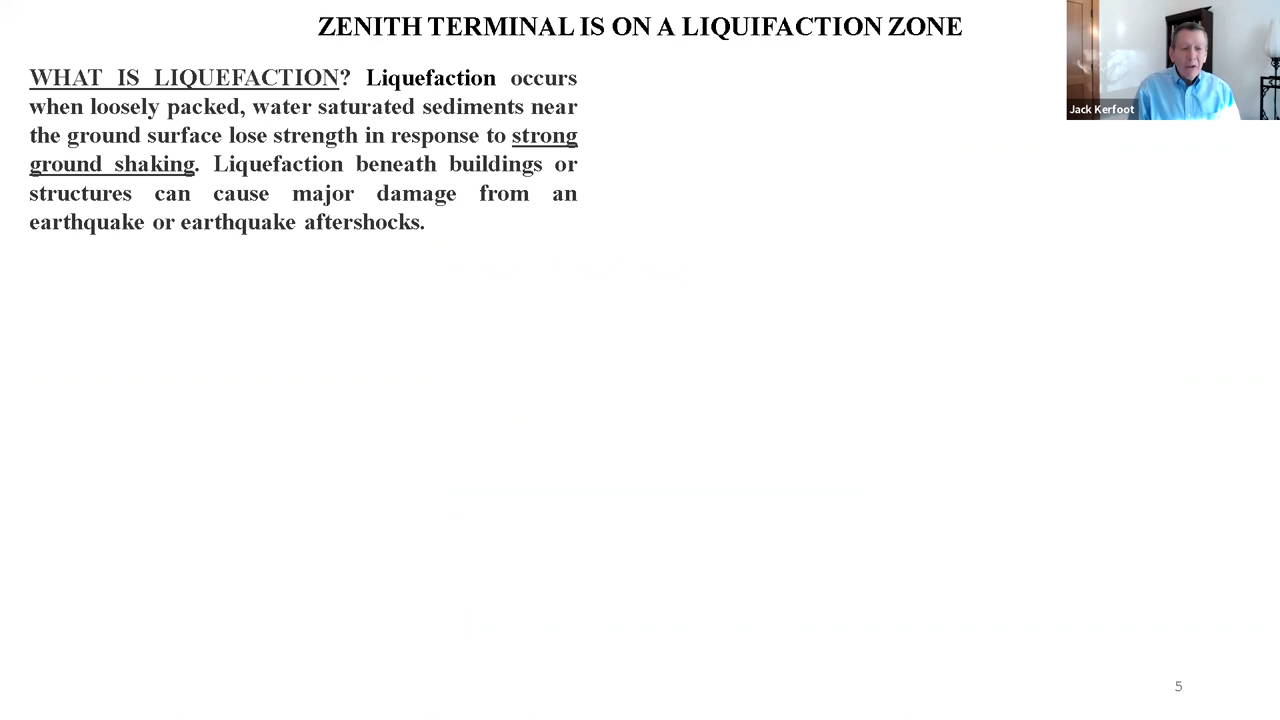 ZENITH TERMINAL IS ON A LIQUIFACTION ZONE
WHAT IS LIQUEFACTION? Liquefaction occurs
when loosely packed, water saturated sediments near
the ground surface lose strength in response to strong
ground shaking. Liquefaction beneath buildings or
structures can cause major damage from an
earthquake or earthquake aftershocks.
Jack Kerfoot
5